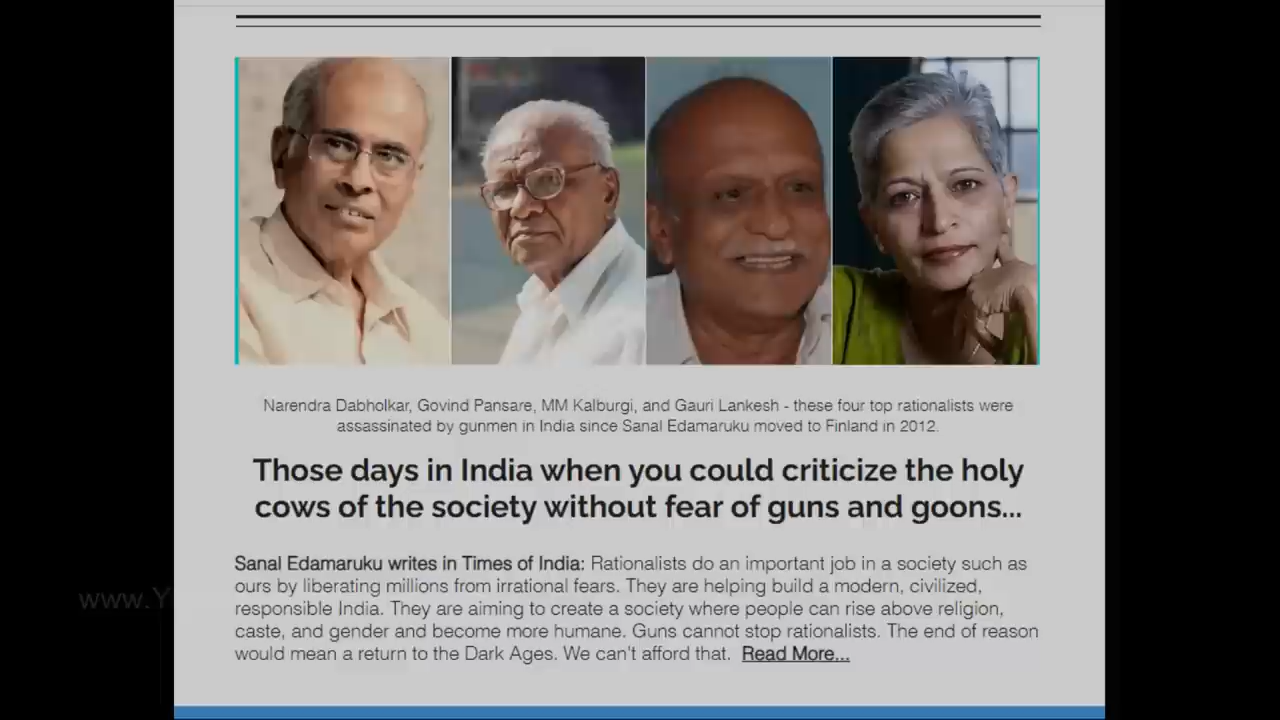 Narendra Dabholkar, Govind Pansare, MM Kalburgi, and Gauri Lankesh - these four top rationalists were
assassinated by gunmen in India since Sanal Edamaruku moved to Finland in 2012.
Those days in India when you could criticize the holy
cows of the society without fear of guns and goons...
Sanal Edamaruku writes in Times of India: Rationalists do an important job in a society such as
ours by liberating millions from irrational fears. They are helping build a modern, civilized,
responsible India. They are aiming to create a society where people can rise above religion,
caste, and gender and become more humane. Guns cannot stop rationalists. The end of reason
would mean a return to the Dark Ages. We can't afford that. Read More...